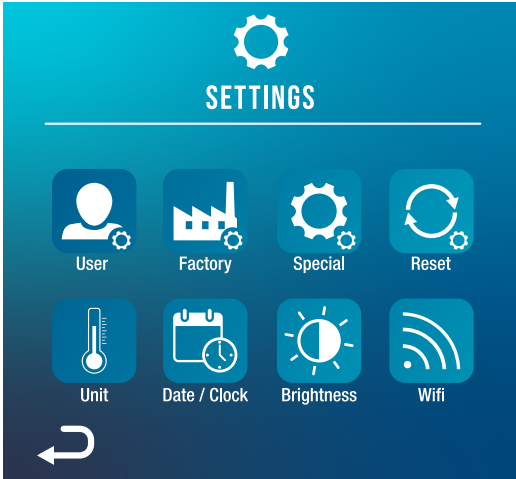 SETTINGS
User Factory Special Reset
Unit Date / Clock Brightness Wifi